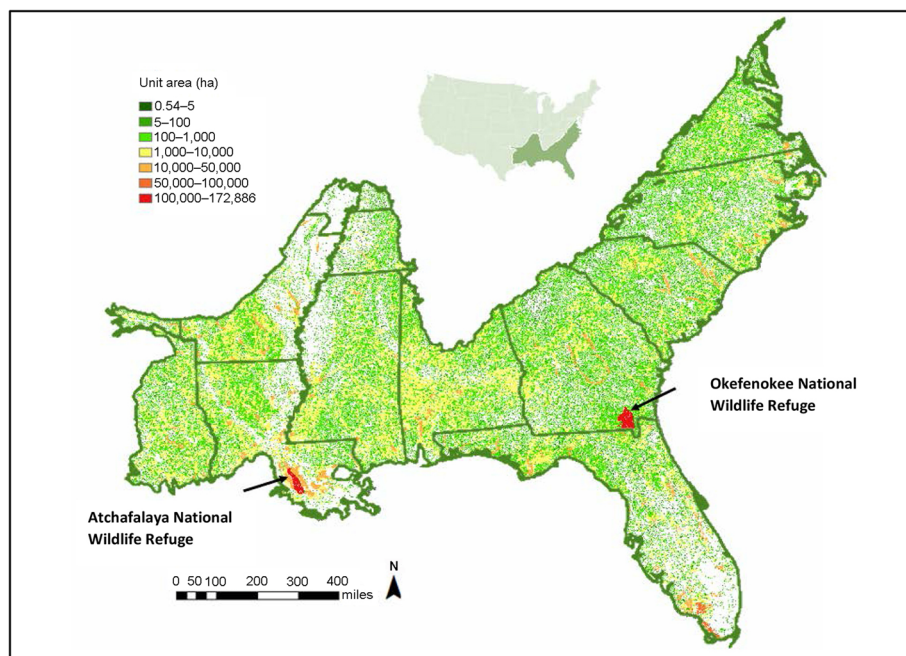 Unit area (ha)
0.54–5
5–100
100–1,000
1,000–10,000
10,000–50,000
50,000–100,000
100,000–172,886
Okefenokee National
Wildlife Refuge
Atchafalaya National
Wildlife Refuge
0 50 100 200 300 400
miles
N